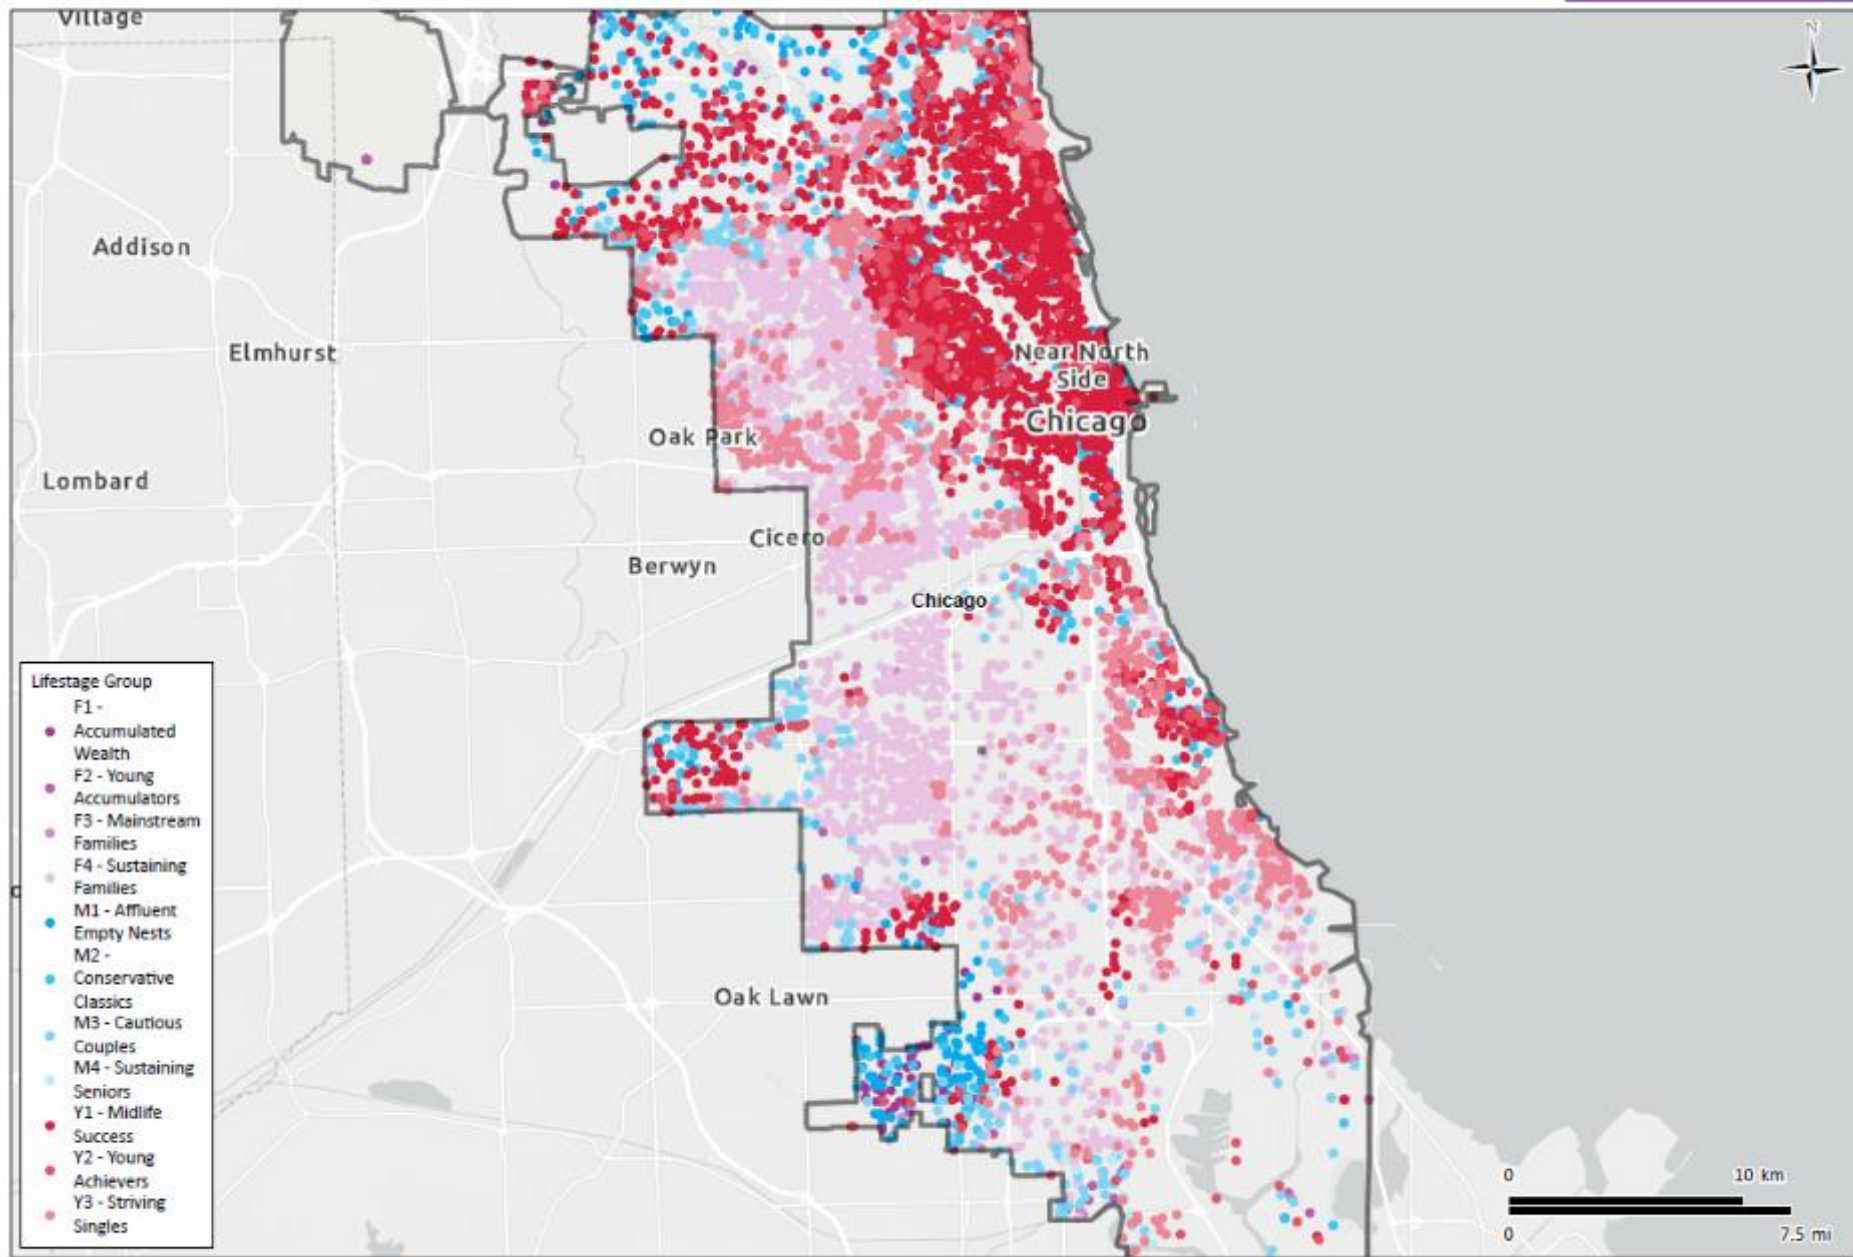 Village
N
Addison
Elmhurst
Near North
Side
Chicago
Oak Park
Lombard
Cicero
Berwyn
Chicago
Oak Lawn
Lifestage Group
F1 -
Accumulated
Wealth
F2 - Young
Accumulators
F3 - Mainstream
Families
F4 - Sustaining
Families
M1 - Affluent
Empty Nests
M2 -
Conservative
Classics
M3 - Cautious
Couples
M4 - Sustaining
Seniors
Y1 - Midlife
Success
Y2 - Young
Achievers
Y3 - Striving
Singles
0 10 km
0 7.5 mi